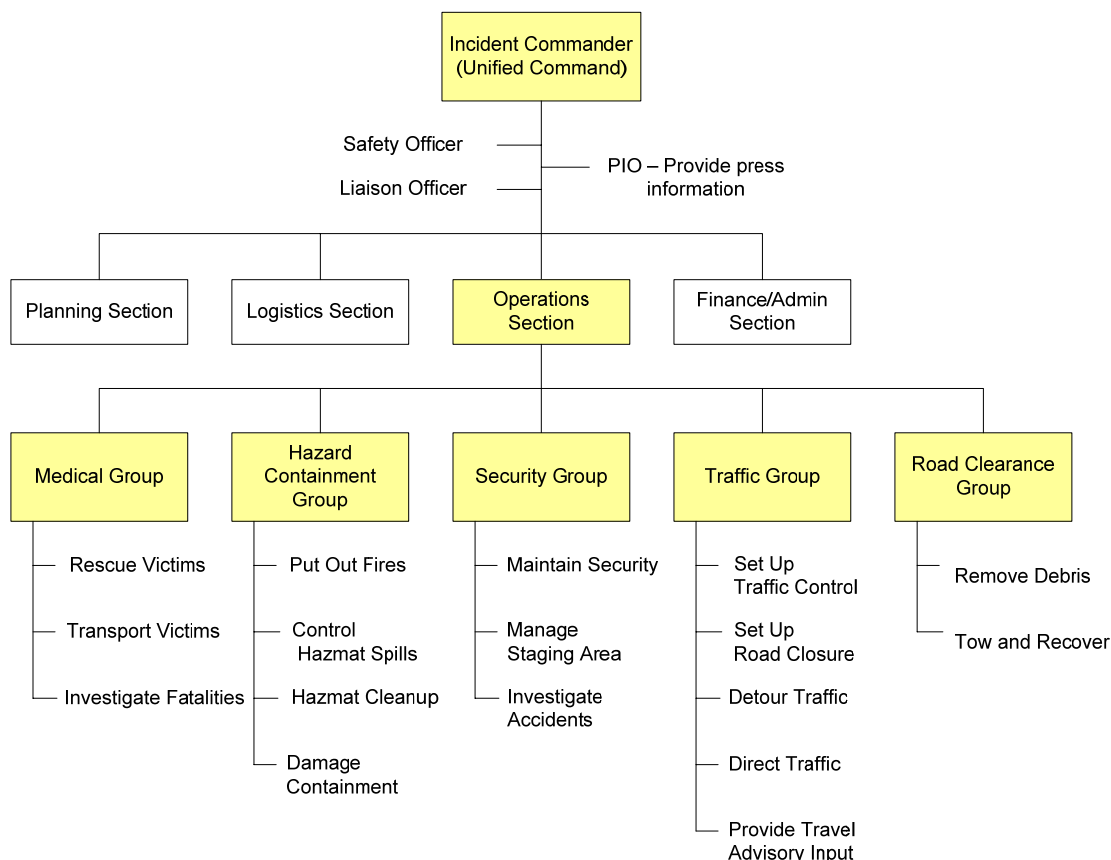 Incident Commander
(Unified Command)
Safety Officer
PIO – Provide press
information
Liaison Officer
Planning Section
Logistics Section
Operations
Section
Finance/Admin
Section
Medical Group
Hazard
Containment
Group
Security Group
Traffic Group
Road Clearance
Group
Rescue Victims
Transport Victims
Investigate Fatalities
Put Out Fires
Control
Hazmat Spills
Hazmat Cleanup
Damage
Containment
Maintain Security
Manage
Staging Area
Investigate
Accidents
Set Up
Traffic Control
Set Up
Road Closure
Detour Traffic
Direct Traffic
Provide Travel
Advisory Input
Remove Debris
Tow and Recover